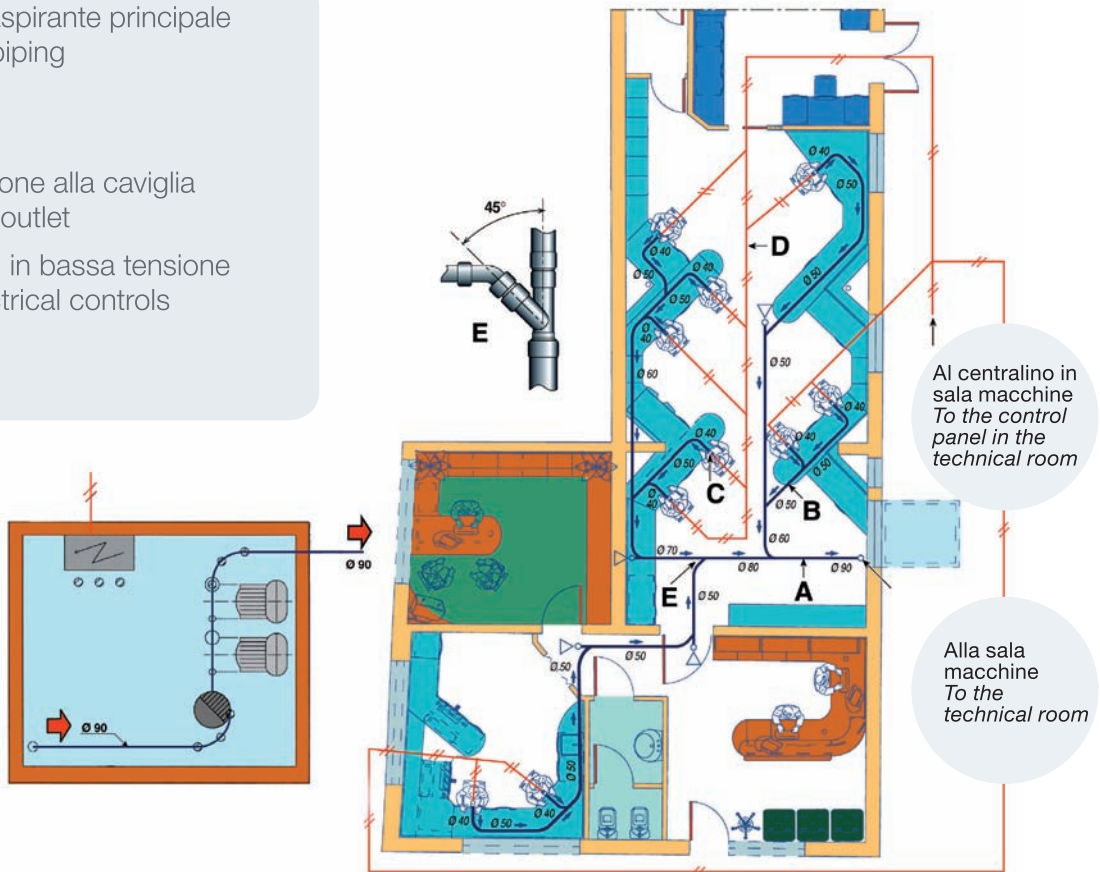 aspirante principale
piping
one alla caviglia
outlet
in bassa tensione
trical controls
45°
E
Ø 40
Ø 50
D
Ø 40
Ø 50
Ø 40
Ø 50
Ø 50
Ø 40
Ø 60
Ø 50
Ø 40
Ø 40
Ø 50
Ø 40
C
Ø 40
Ø 50
Ø 50
B
Ø 60
Ø 70
Ø 80
Ø 90
E
A
Ø 50
Ø 50
Ø 50
Ø 50
Ø 40
Ø 50
Ø 40
Ø 90
Ø 90
Al centralino in
sala macchine
To the control
panel in the
technical room
Alla sala
macchine
To the
technical room